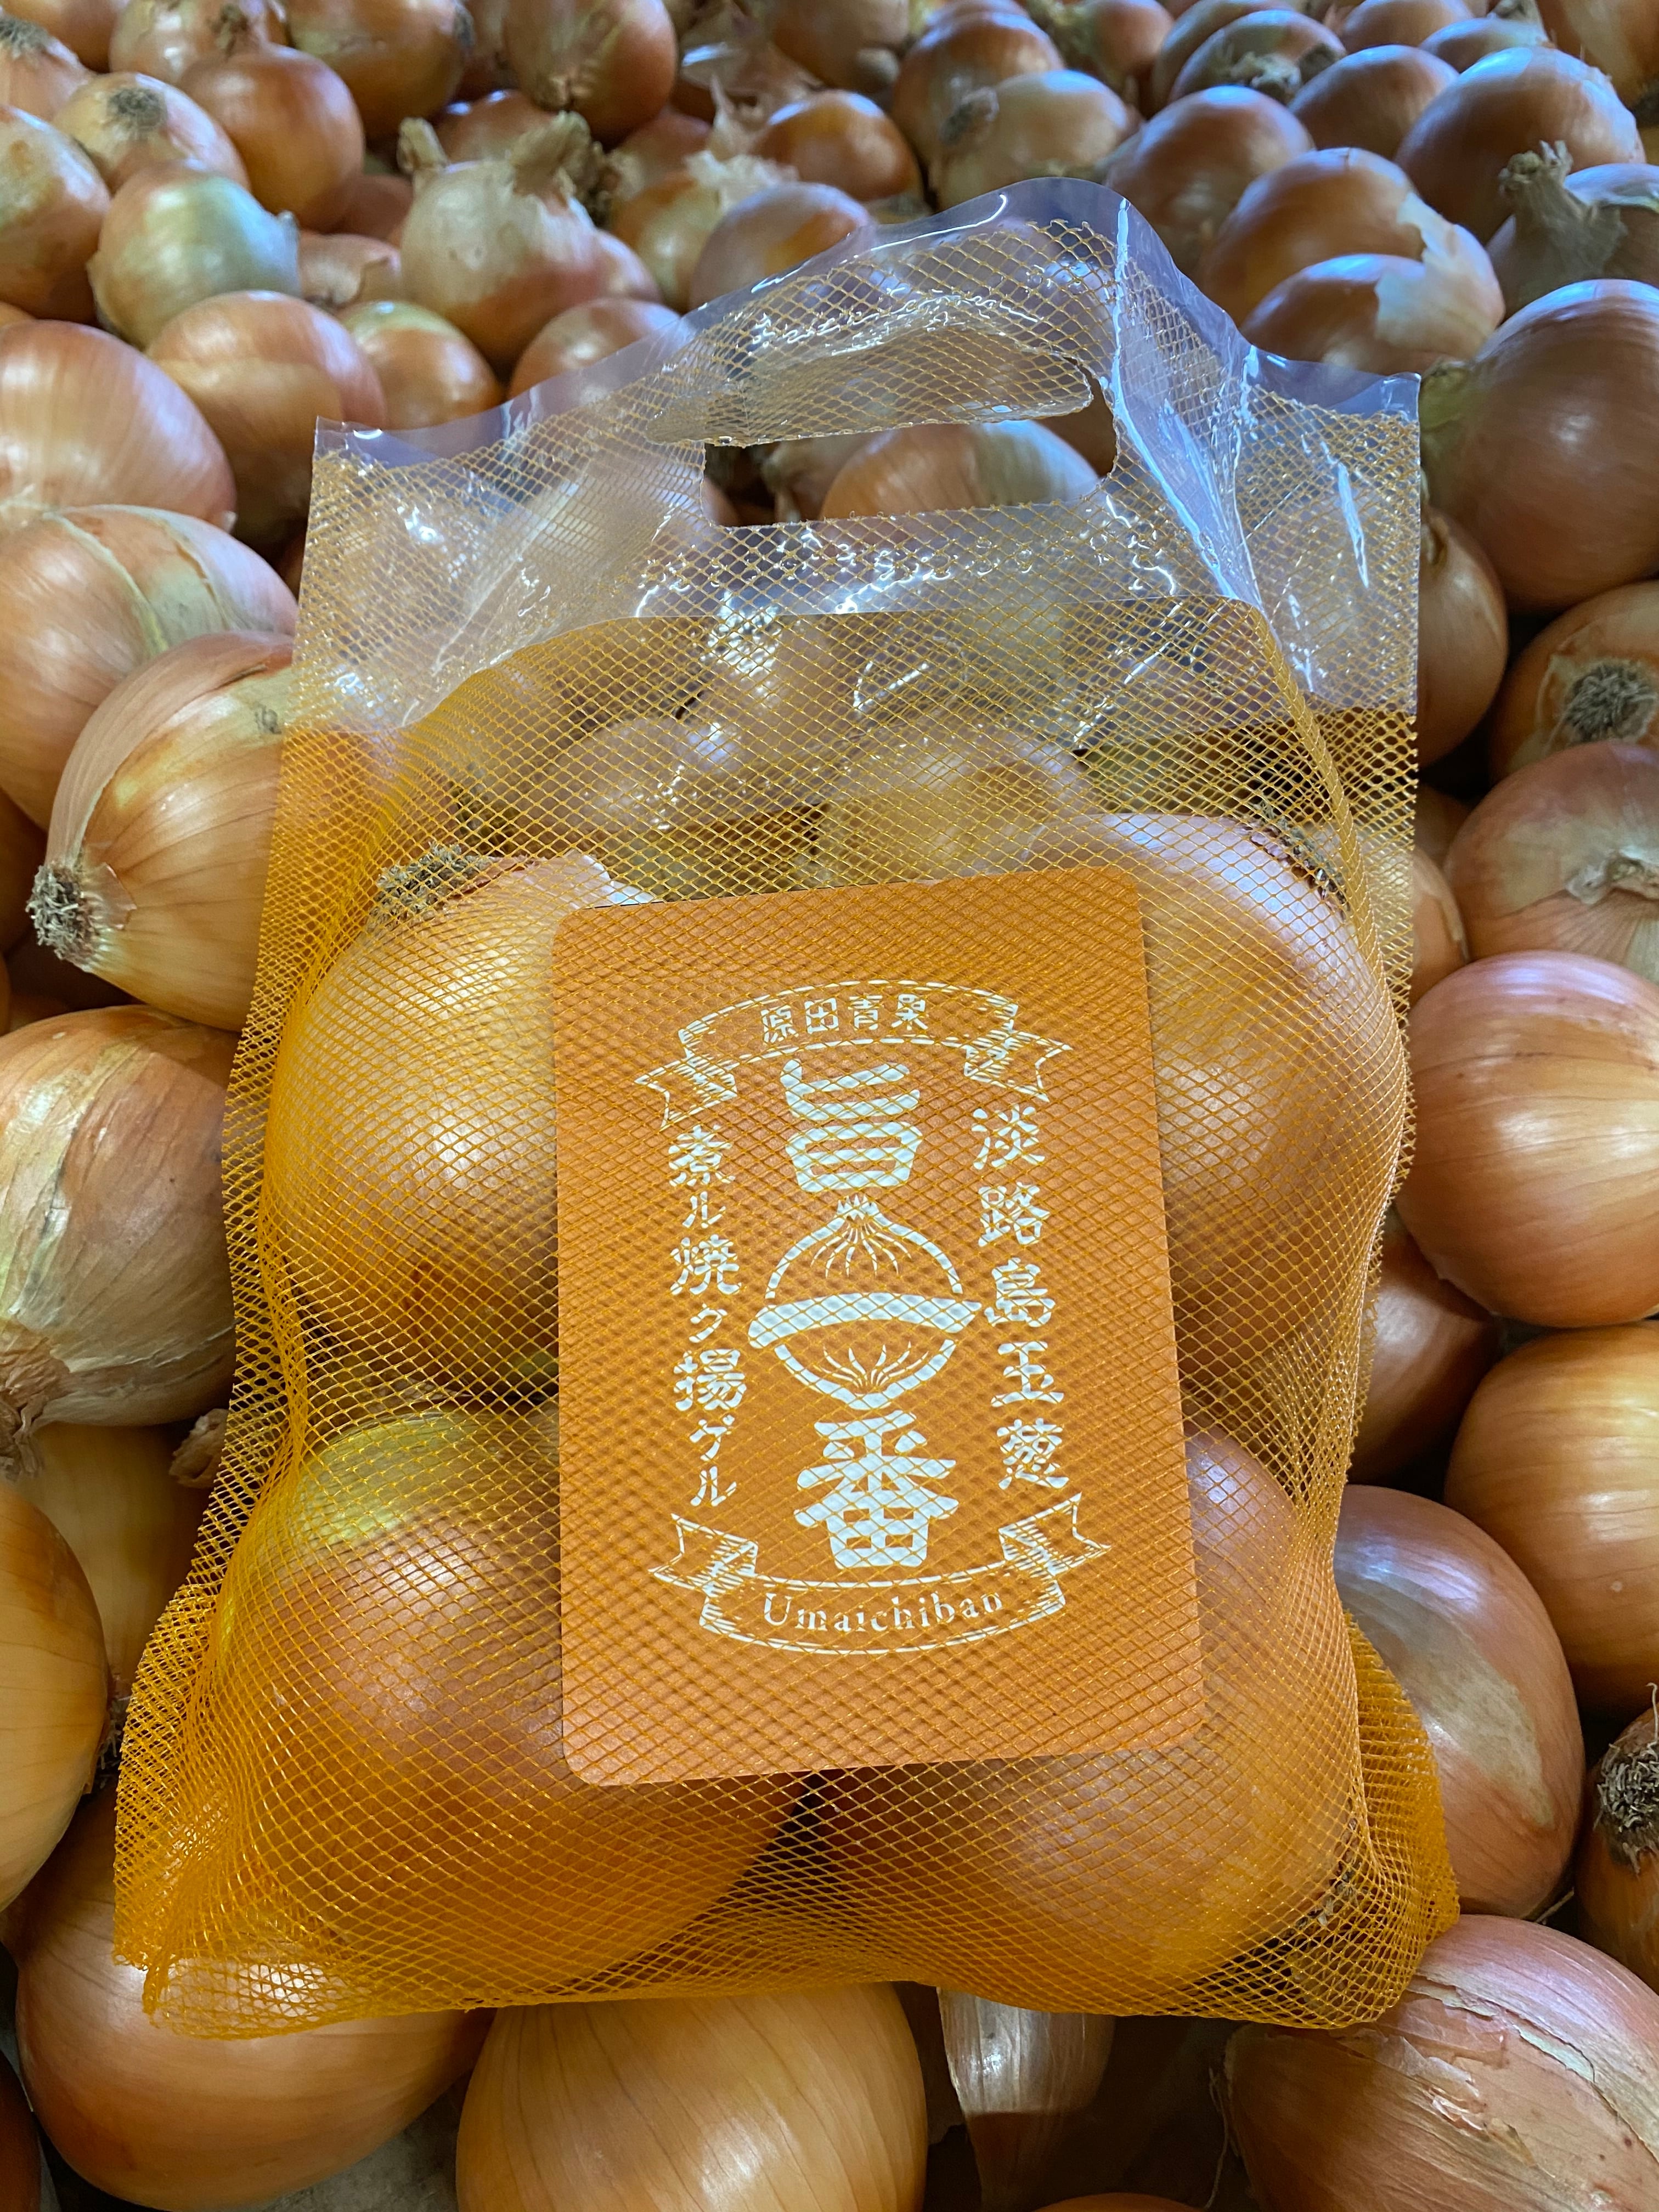 原田青果
淡路島玉葱
旨一番
煮ル焼ク揚ゲル
Umaichiban